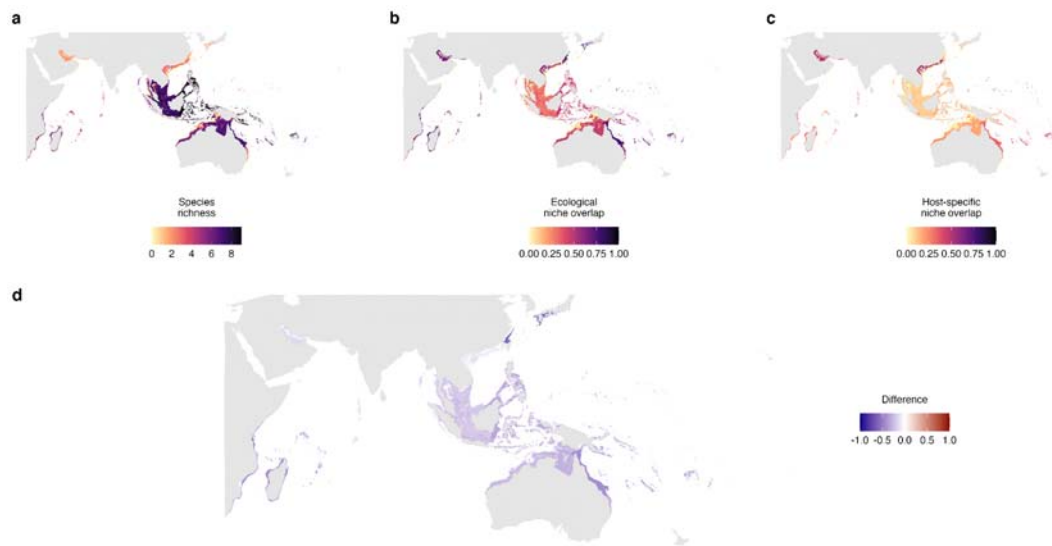 a
b
c
Species
richness
0 2 4 6 8
Ecological
niche overlap
0.00 0.25 0.50 0.75 1.00
Host-specific
niche overlap
0.00 0.25 0.50 0.75 1.00
d
Difference
-1.0 -0.5 0.0 0.5 1.0